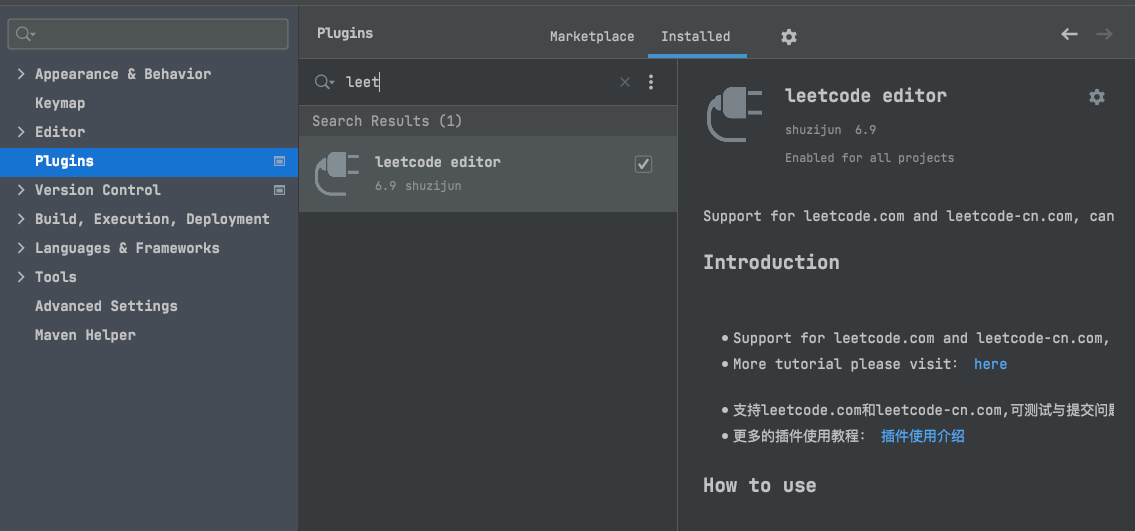 Appearance & Behavior
Keymap
Editor
Plugins
Version Control
Build, Execution, Deployment
Languages & Frameworks
Tools
Advanced Settings
Maven Helper
Plugins
Marketplace
Installed
leet
Search Results (1)
leetcode editor
6.9 shuzijun
leetcode editor
shuzijun 6.9
Enabled for all projects
Support for leetcode.com and leetcode-cn.com, can
Introduction
Support for leetcode.com and leetcode-cn.com,
More tutorial please visit: here
支持leetcode.com和leetcode-cn.com,可测试与提交问题
更多的插件使用教程： 插件使用介绍
How to use